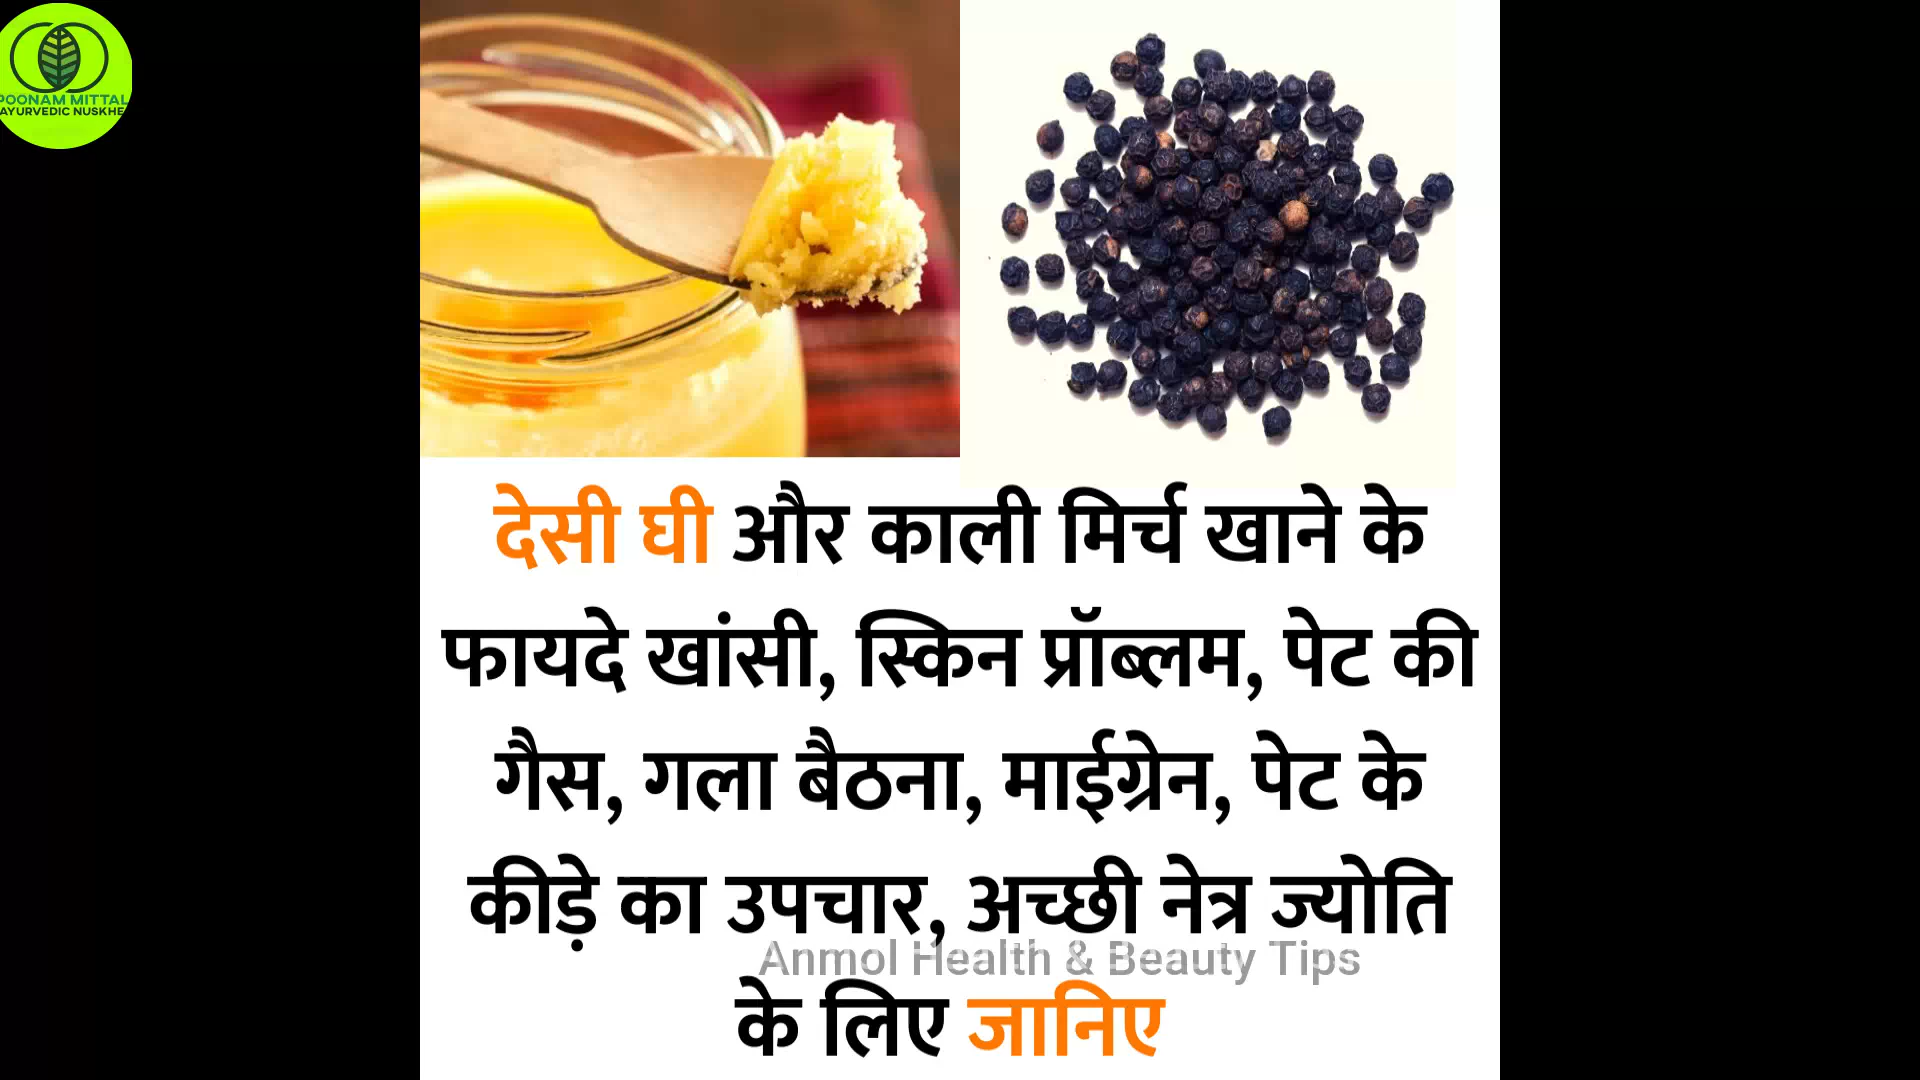 POONAM MITTAL
AYURVEDIC NUSKHE
देसी घी और काली मिर्च खाने के
फायदे खांसी, स्किन प्रॉब्लम, पेट की
गैस, गला बैठना, माईग्रेन, पेट के
कीड़े का उपचार, अच्छी नेत्र ज्योति
Anmol Health & Beauty Tips
के लिए जानिए